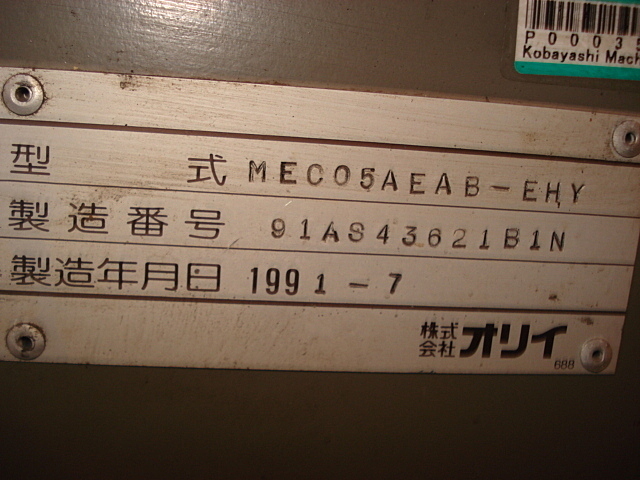 P0003
Kobayashi Mach
型 式 MEC05AEAB-EHY
製造番号 91AS43621B1N
製造年月日 1991-7
株式会社 オリイ
688